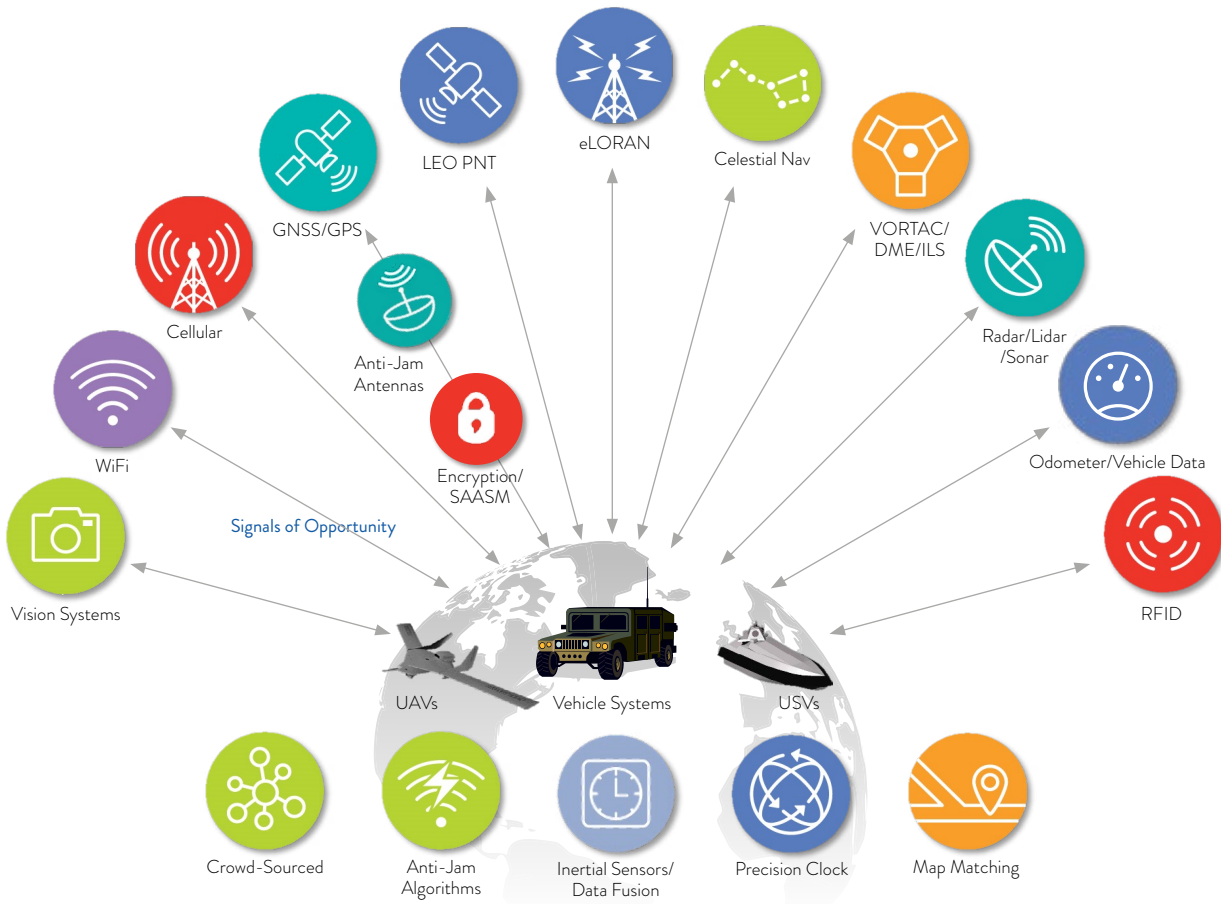 eLORAN
LEO PNT
Celestial Nav
GNSS/GPS
VORTAC/
DME/ILS
Cellular
Radar/Lidar
/Sonar
Anti-Jam
Antennas
WiFi
Odometer/Vehicle Data
Encryption/
SAASM
Signals of Opportunity
Vision Systems
RFID
UAVs
Vehicle Systems
USVs
Crowd-Sourced
Anti-Jam
Algorithms
Inertial Sensors/
Data Fusion
Precision Clock
Map Matching